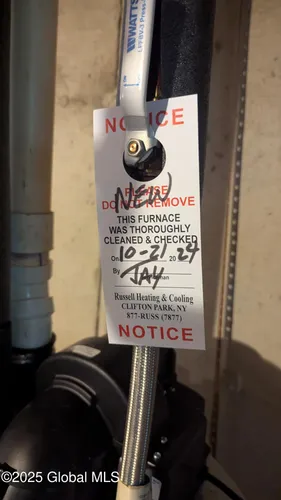 WATTS
NOTICE
NEW
PLEASE
DO NOT REMOVE
THIS FURNACE
WAS THOROUGHLY
CLEANED & CHECKED
On 10-21 20 24
By JAY
Russell Heating & Cooling
CLIFTON PARK, NY
877-RUSS (7877)
NOTICE
©2025 Global MLS